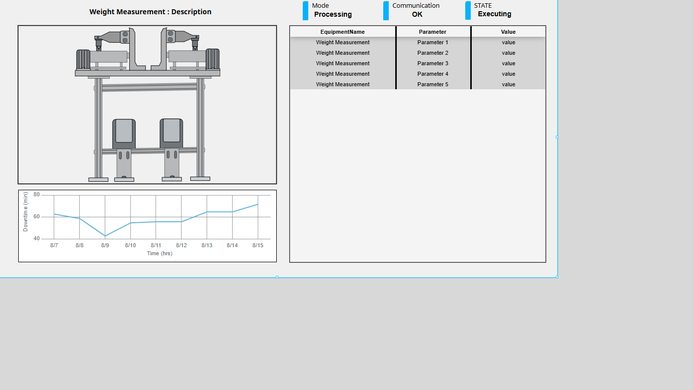 Weight Measurement : Description
Mode
Processing
Communication
OK
STATE
Executing
EquipmentName Parameter Value
Weight Measurement Parameter 1 value
Weight Measurement Parameter 2 value
Weight Measurement Parameter 3 value
Weight Measurement Parameter 4 value
Weight Measurement Parameter 5 value
Downtime (min)
80
60
40
8/7 8/8 8/9 8/10 8/11 8/12 8/13 8/14 8/15
Time (hrs)